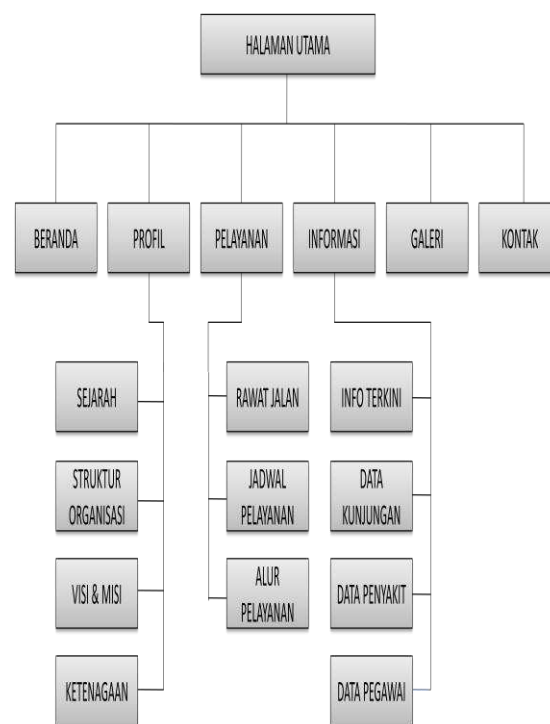 HALAMAN UTAMA
BERANDA
PROFIL
PELAYANAN
INFORMASI
GALERI
KONTAK
SEJARAH
STRUKTUR
ORGANISASI
VISI & MISI
KETENAGAAN
RAWAT JALAN
JADWAL
PELAYANAN
ALUR
PELAYANAN
INFO TERKINI
DATA
KUNJUNGAN
DATA PENYAKIT
DATA PEGAWAI